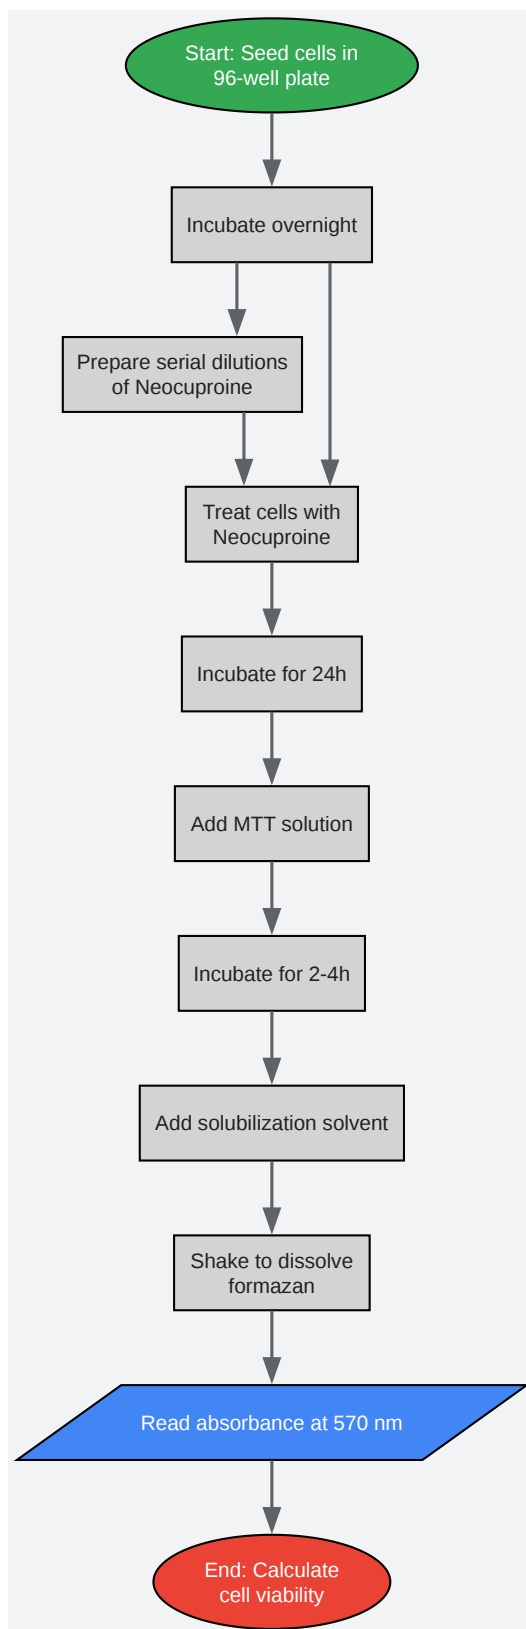 Start: Seed cells in
96-well plate
Incubate overnight
Prepare serial dilutions
of Neocuproine
Treat cells with
Neocuproine
Incubate for 24h
Add MTT solution
Incubate for 2-4h
Add solubilization solvent
Shake to dissolve
formazan
Read absorbance at 570 nm
End: Calculate
cell viability